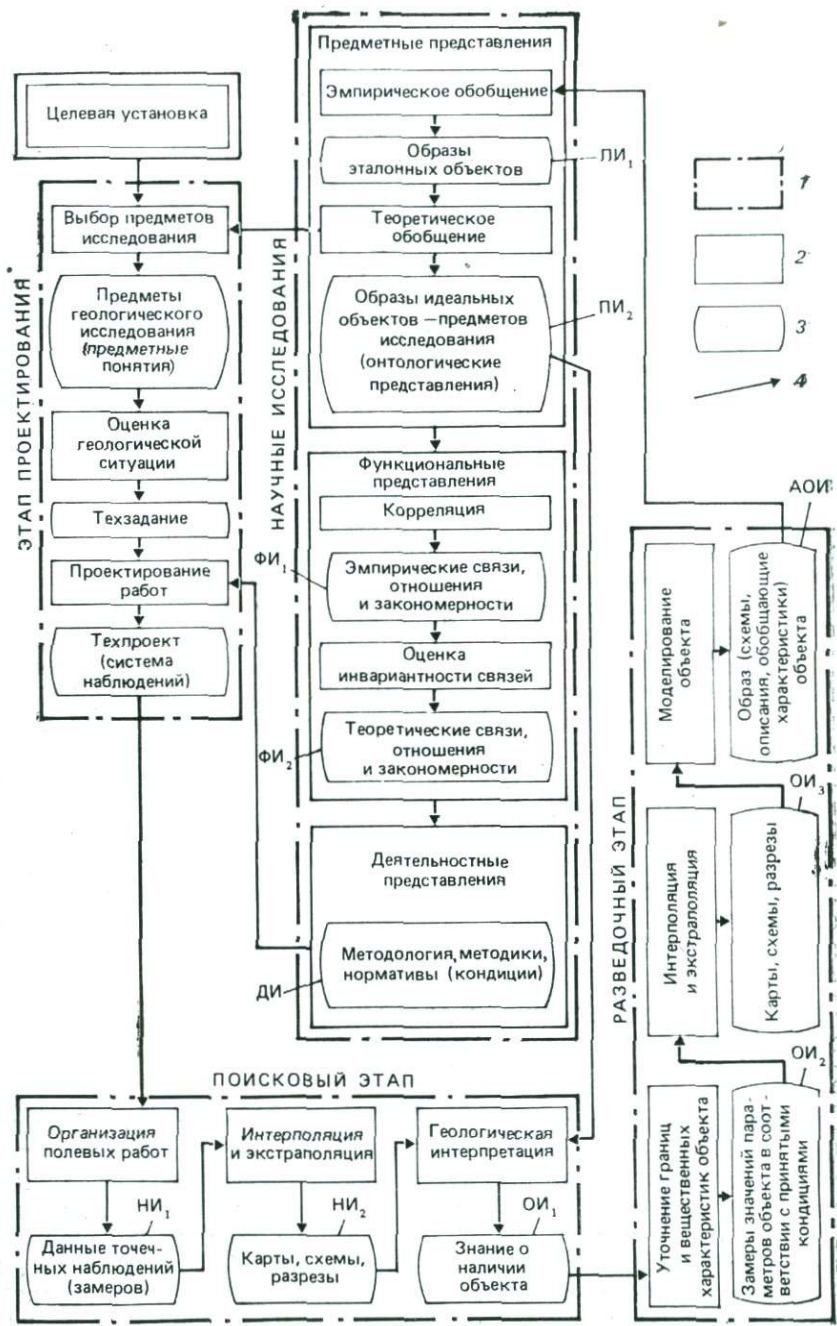 Целевая установка
ЭТАП ПРОЕКТИРОВАНИЯ
Выбор предметов
исследования
Предметы
геологического
исследования
(предметные
понятия)
Оценка
геологической
ситуации
Техзадание
Проектирование
работ
Техпроект
(система
наблюдений)
НАУЧНЫЕ ИССЛЕДОВАНИЯ
Предметные представления
Эмпирическое обобщение
Образы
эталонных объектов
ПИ₁
Теоретическое
обобщение
Образы идеальных
объектов — предметов
исследования
(онтологические
представления)
ПИ₂
Функциональные
представления
Корреляция
ФИ₁
Эмпирические связи,
отношения
и закономерности
Оценка
инвариантности связей
ФИ₂
Теоретические связи,
отношения
и закономерности
Деятельностные
представления
Методология, методики,
нормативы (кондиции)
ДИ
1
2
3
4
ПОИСКОВЫЙ ЭТАП
Организация
полевых работ
НИ₁
Данные точеч-
ных наблюдений
(замеров)
Интерполяция
и экстраполяция
НИ₂
Карты, схемы,
разрезы
Геологическая
интерпретация
ОИ₁
Знание о
наличии
объекта
РАЗВЕДОЧНЫЙ ЭТАП
Уточнение границ
и вещественных
характеристик объекта
ОИ₂
Замеры значений пара-
метров объекта в соот-
ветствии с принятыми
кондициями
Интерполяция
и экстраполяция
ОИ₃
Карты, схемы, разрезы
Моделирование
объекта
АОИ
Образ (схемы,
описания, обобщающие
характеристики)
объекта